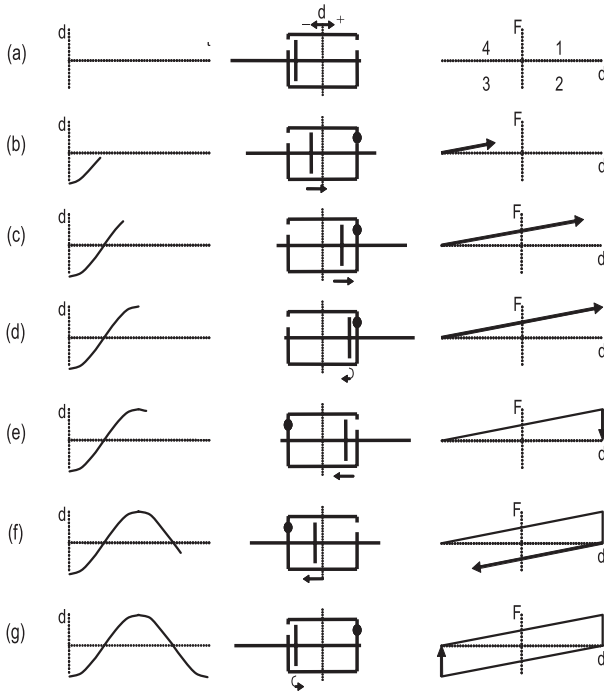 d
− +
(a) d F
4 1
3 2
d
(b) d F
d
(c) d F
d
(d) d F
d
(e) d F
d
(f) d F
d
(g) d F
d